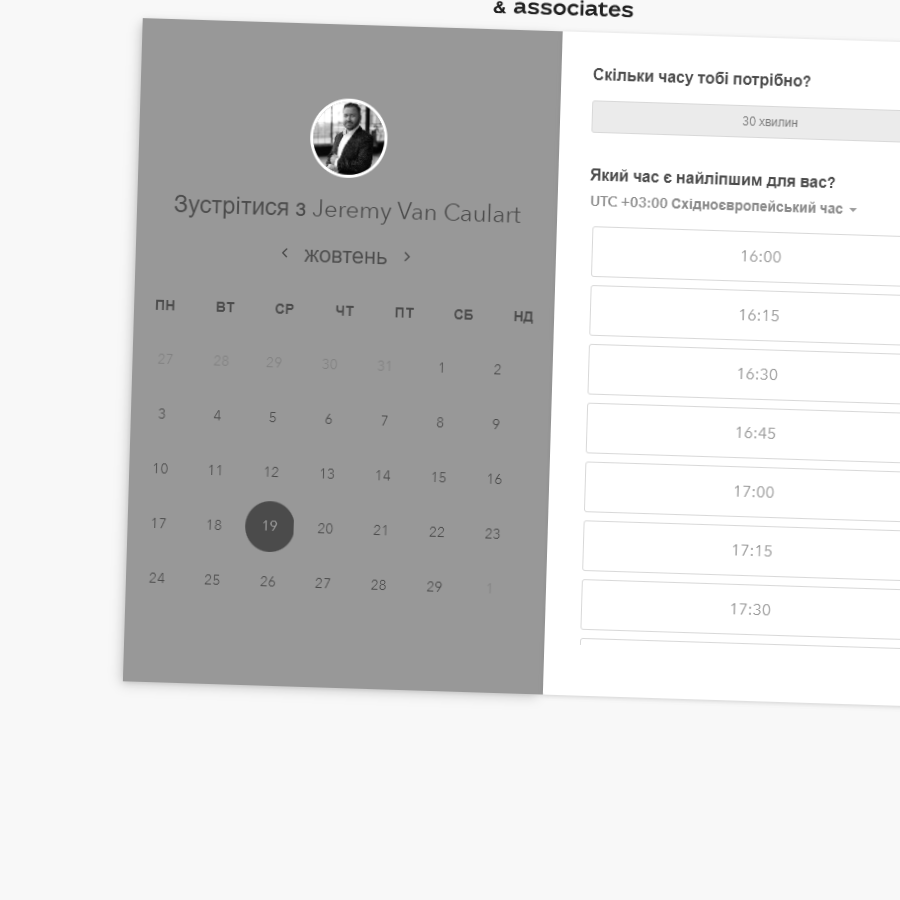 & associates
Зустрітися з Jeremy Van Caulart
жовтень
ПН ВТ СР ЧТ ПТ СБ НД
27 28 29 30 31 1 2
3 4 5 6 7 8 9
10 11 12 13 14 15 16
17 18 19 20 21 22 23
24 25 26 27 28 29 1
Скільки часу тобі потрібно?
30 хвилин
Який час є найліпшим для вас?
UTC +03:00 Східноєвропейський час
16:00
16:15
16:30
16:45
17:00
17:15
17:30